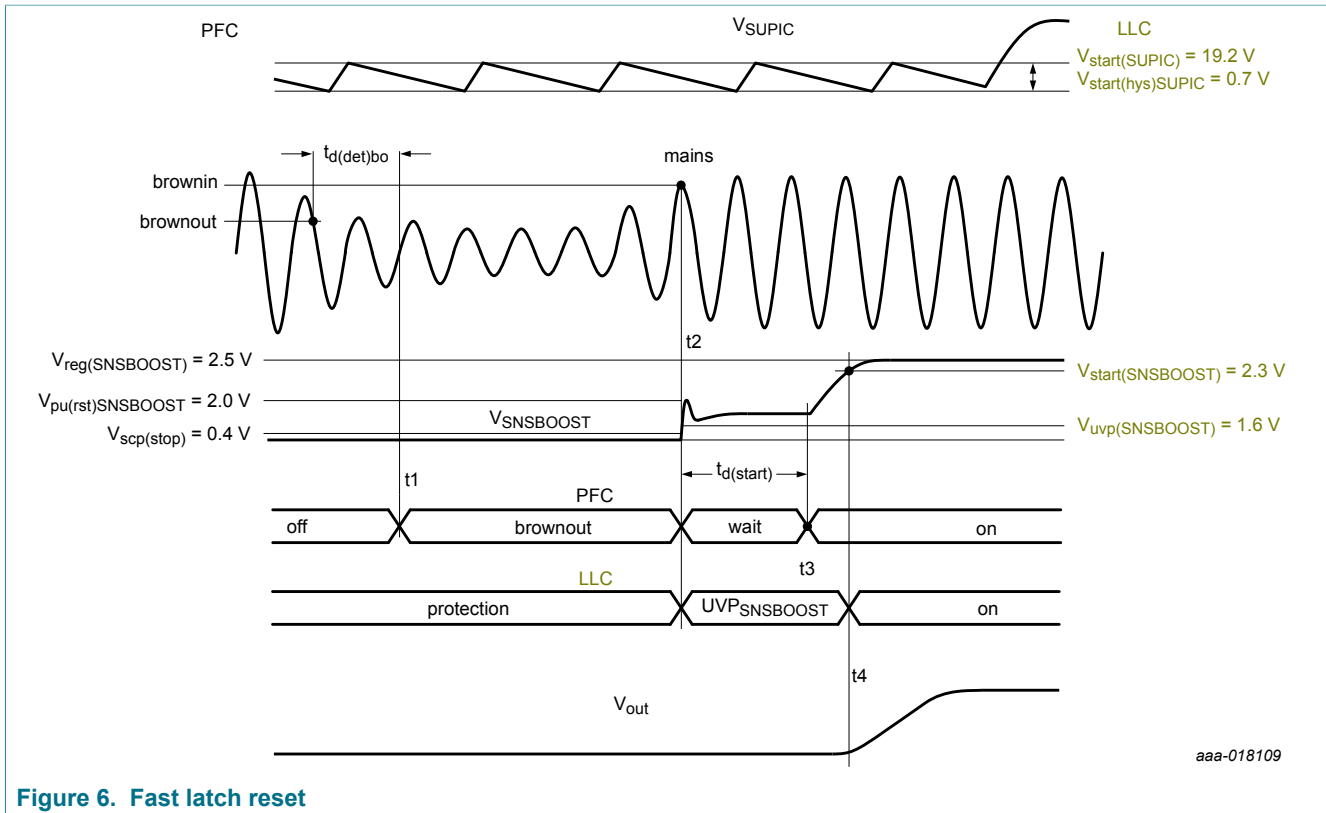 PFC
VSUPIC
LLC
Vstart(SUPIC) = 19.2 V
Vstart(hys)SUPIC = 0.7 V
td(det)bo
mains
brownin
brownout
t2
Vreg(SNSBOOST) = 2.5 V
Vstart(SNSBOOST) = 2.3 V
Vpu(rst)SNSBOOST = 2.0 V
VSNSBOOST
Vscp(stop) = 0.4 V
Vuvp(SNSBOOST) = 1.6 V
td(start)
t1
PFC
off
brownout
wait
on
t3
LLC
protection
UVPSNSBOOST
on
t4
Vout
aaa-018109
Figure 6. Fast latch reset